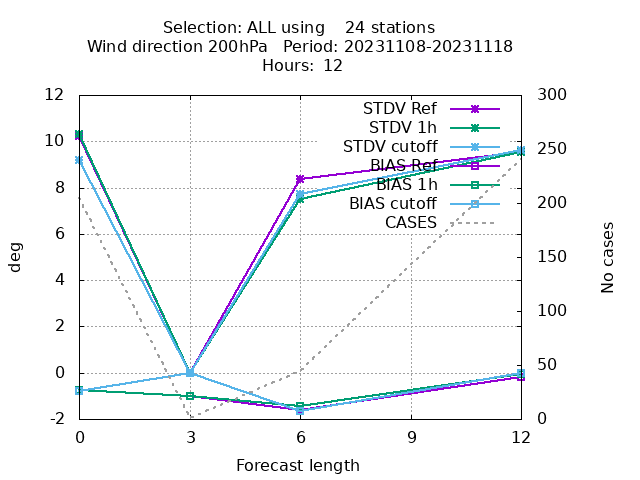 Selection: ALL using    24 stations
Wind direction 200hPa   Period: 20231108-20231118
Hours:  12
STDV Ref
STDV 1h
STDV cutoff
BIAS Ref
BIAS 1h
BIAS cutoff
CASES
12
10
8
6
4
2
0
-2
300
250
200
150
100
50
0
deg
No cases
0 3 6 9 12
Forecast length